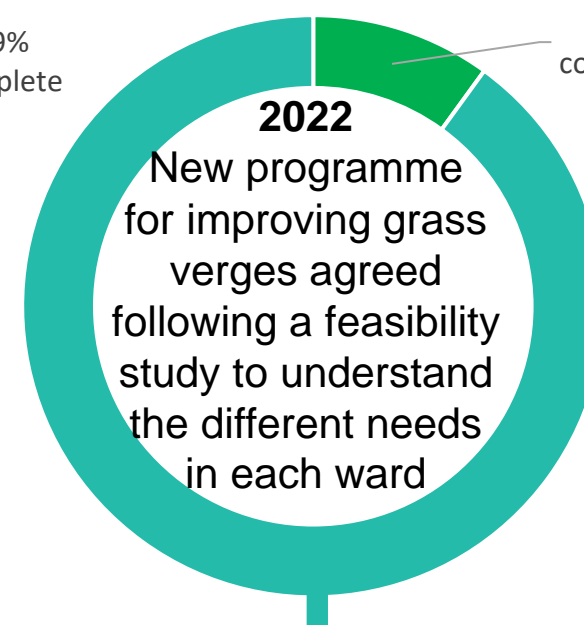 2022
New programme
for improving grass
verges agreed
following a feasibility
study to understand
the different needs
in each ward